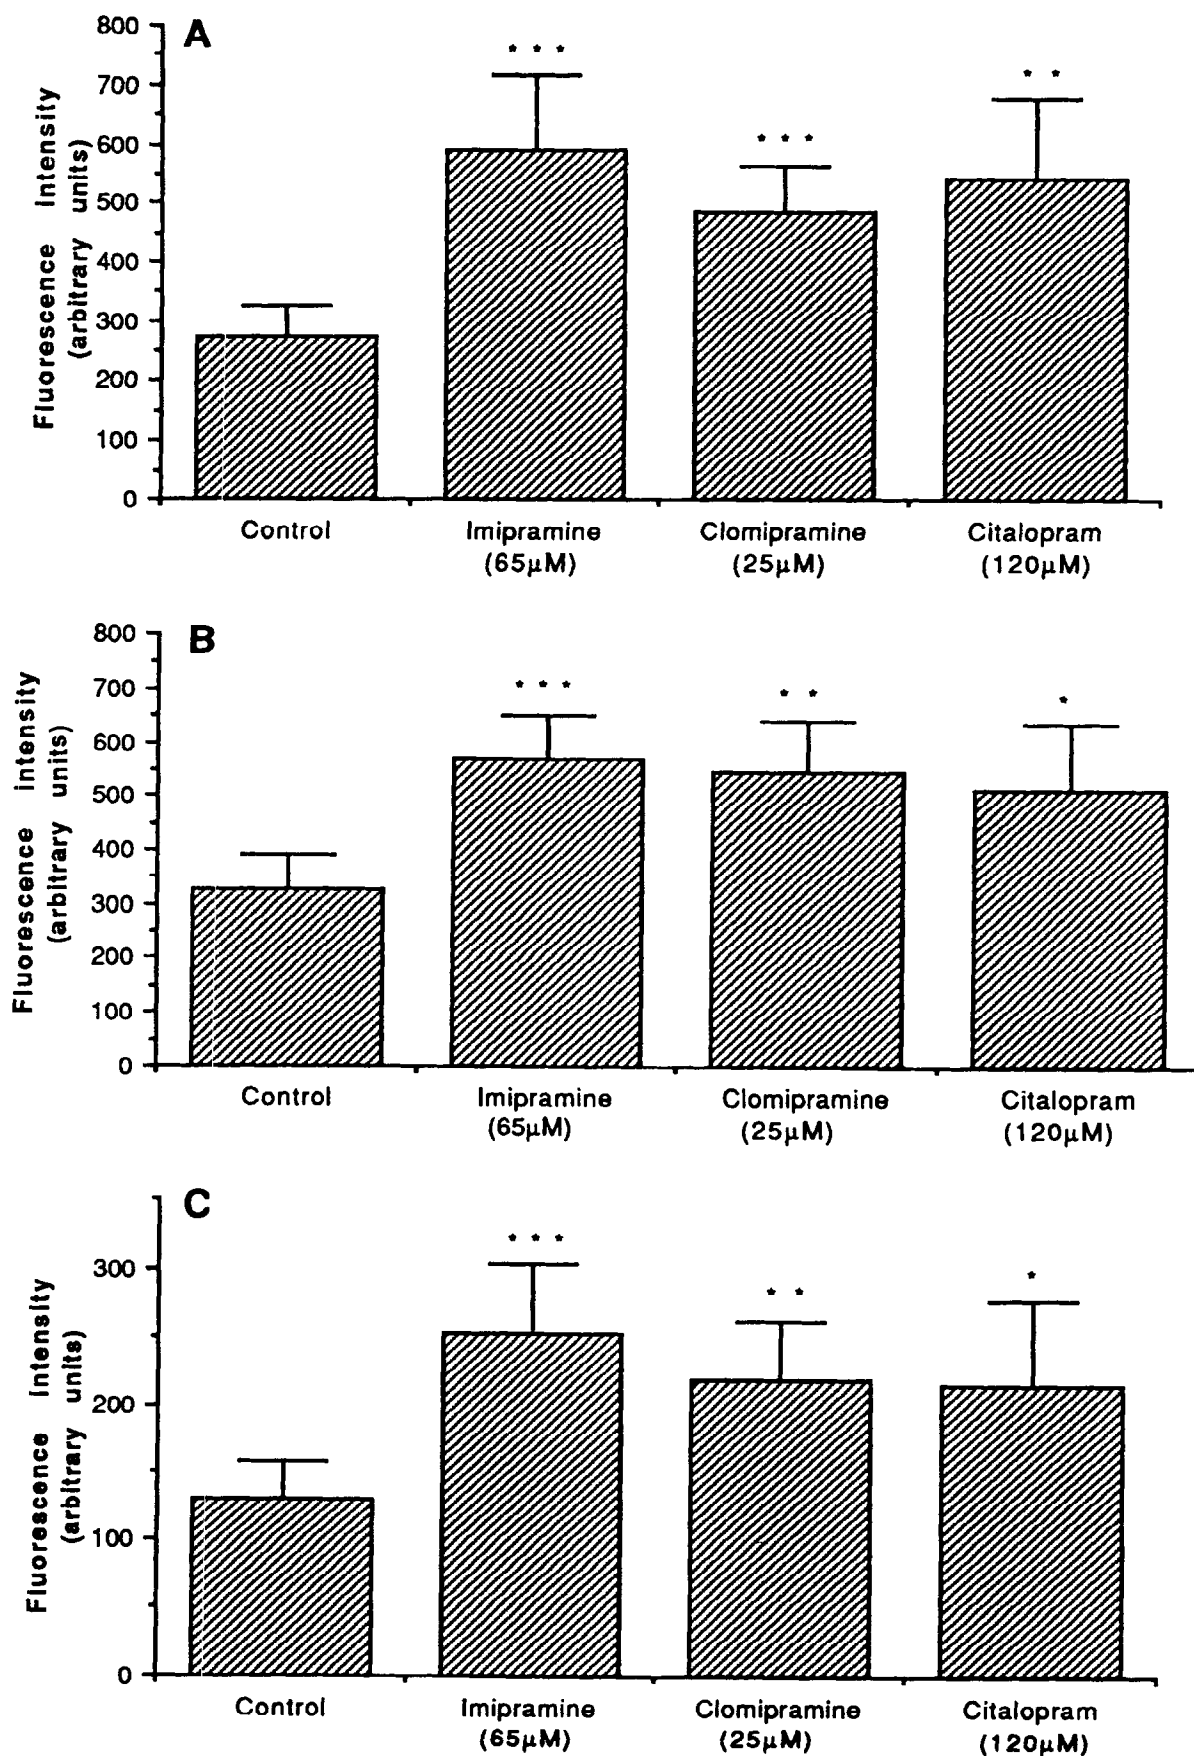 A
Fluorescence Intensity
(arbitrary units)
800
700
600
500
400
300
200
100
0
* * *
* * *
* *
Control
Imipramine
(65μM)
Clomipramine
(25μM)
Citalopram
(120μM)
B
Fluorescence intensity
(arbitrary units)
800
700
600
500
400
300
200
100
0
* * *
* *
*
Control
Imipramine
(65μM)
Clomipramine
(25μM)
Citalopram
(120μM)
C
Fluorescence intensity
(arbitrary units)
300
200
100
0
* * *
* *
*
Control
Imipramine
(65μM)
Clomipramine
(25μM)
Citalopram
(120μM)